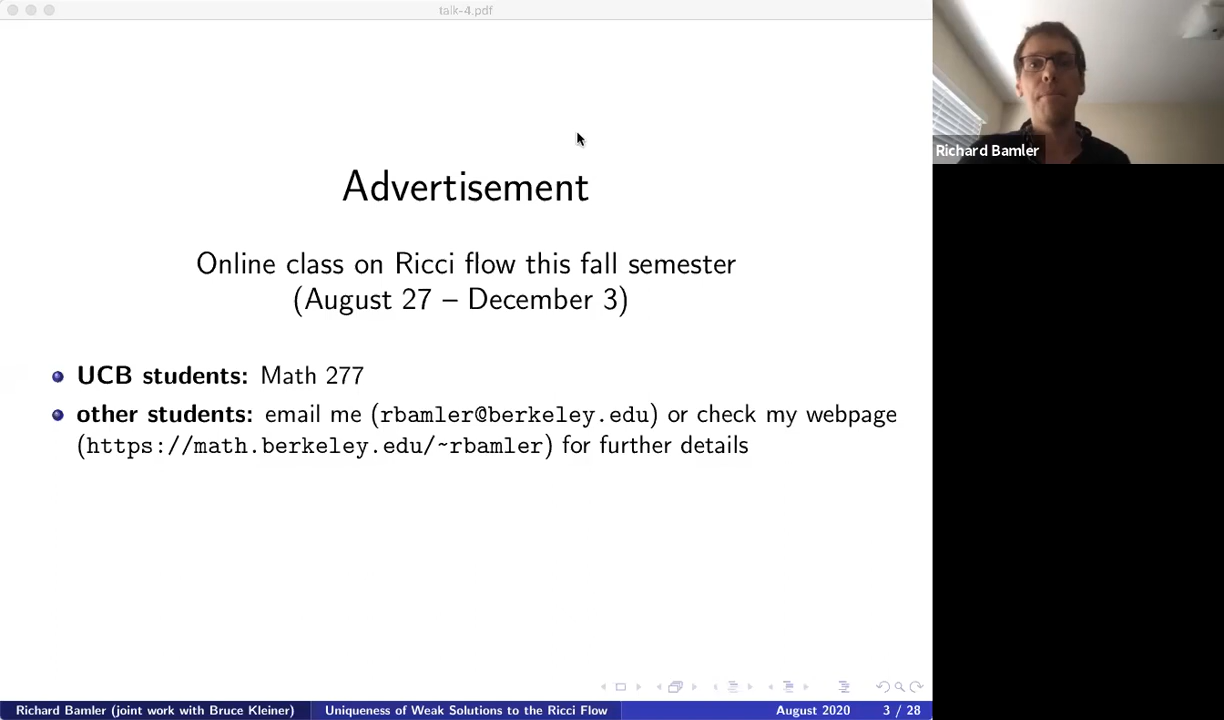 talk-4.pdf
Richard Bamler
Advertisement
Online class on Ricci flow this fall semester
(August 27 – December 3)
UCB students: Math 277
other students: email me (rbamler@berkeley.edu) or check my webpage
(https://math.berkeley.edu/~rbamler) for further details
Richard Bamler (joint work with Bruce Kleiner) Uniqueness of Weak Solutions to the Ricci Flow August 2020 3 / 28